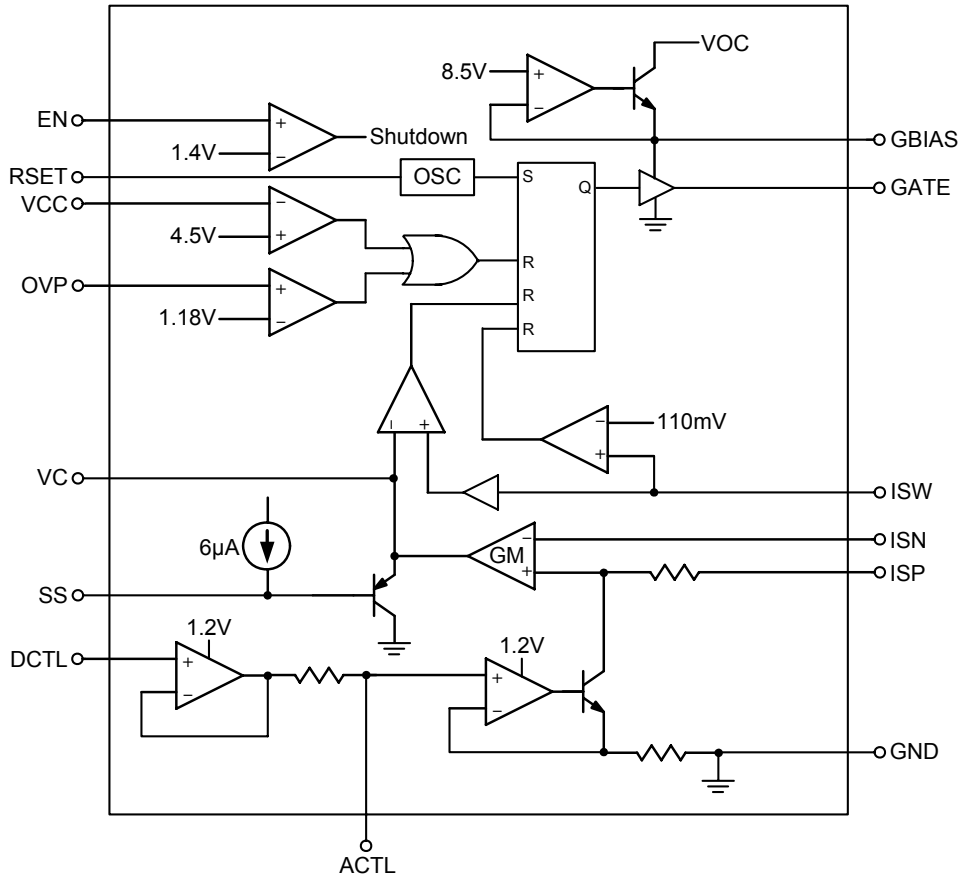 VOC
8.5V
+
−
EN
+
1.4V
−
Shutdown
GBIAS
RSET
OSC
S
Q
GATE
VCC
−
4.5V
+
R
OVP
+
1.18V
−
R
R
−
110mV
+
−
+
VC
ISW
6µA
GM
−
+
ISN
ISP
SS
DCTL
1.2V
+
−
1.2V
+
−
GND
ACTL